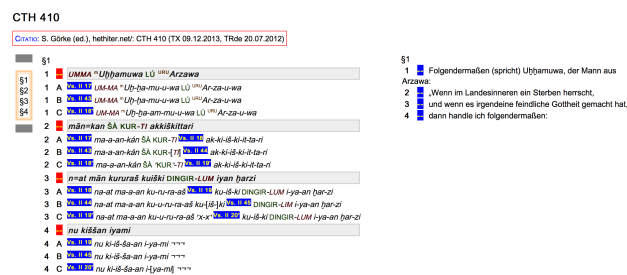 CTH 410
CITATIO: S. Görke (ed.), hethiter.net/: CTH 410 (TX 09.12.2013, TRde 20.07.2012)
§1
§2
§3
§4
§1
1 UMMA ᵐUḫḫamuwa LÚ ᵁᴿᵁArzawa
1 A Vs. II 17 UM-MA ᵐUḫ-ḫa-mu-u-wa LÚ ᵁᴿᵁAr-za-u-wa
1 B Vs. II 43 UM-MA ᵐUḫ-ḫa-mu-u-wa LÚ ᵁᴿᵁAr-za-u-wa
1 C Vs. II 18' UM-MA ᵐUḫ-ḫa-mu-u-wa LÚ ᵁᴿᵁAr-za-u-wa
2 mān=kan ŠÀ KUR-TI akkiškittari
2 A Vs. II 17 ma-a-an-kán ŠÀ KUR-TI Vs. II 18 ak-ki-iš-ki-it-ta-ri
2 B Vs. II 43 ma-a-an-kán ŠÀ KUR-[TI] Vs. II 44 ak-ki-iš-ki-it-ta-ri
2 C Vs. II 18' ma-a-an-kán ŠÀ ⸢KUR⸣-TI Vs. II 19' ak-ki-iš-ki-it-ta-ri
3 n=at mān kururaš kuiški DINGIR-LUM iyan ḫarzi
3 A Vs. II 18 na-at ma-a-an ku-u-ru-ra-aš Vs. II 19 ku-iš-ki DINGIR-LUM i-ya-an ḫar-zi
3 B Vs. II 44 na-at ma-a-an ku-u-ru-ra-aš ku-[iš-]ki Vs. II 45 DINGIR-LIM i-ya-an ḫar-zi
3 C Vs. II 19' na-at ma-a-an ku-u-ru-ra-aš ⸢x-x⸣ Vs. II 20' ku-iš-ki DINGIR-LUM i-ya-an ḫar-zi
4 nu kiššan iyami
4 A Vs. II 19 nu ki-iš-ša-an i-ya-mi ¬¬¬
4 B Vs. II 45 nu ki-iš-ša-an i-ya-mi ¬¬¬
4 C Vs. II 20' nu ki-iš-ša-an i-[ya]-mi ¬¬¬
§1
1 Folgendermaßen (spricht) Uḫḫamuwa, der Mann aus
Arzawa:
2 „Wenn im Landesinneren ein Sterben herrscht,
3 und wenn es irgendeine feindliche Gottheit gemacht hat,
4 dann handle ich folgendermaßen: